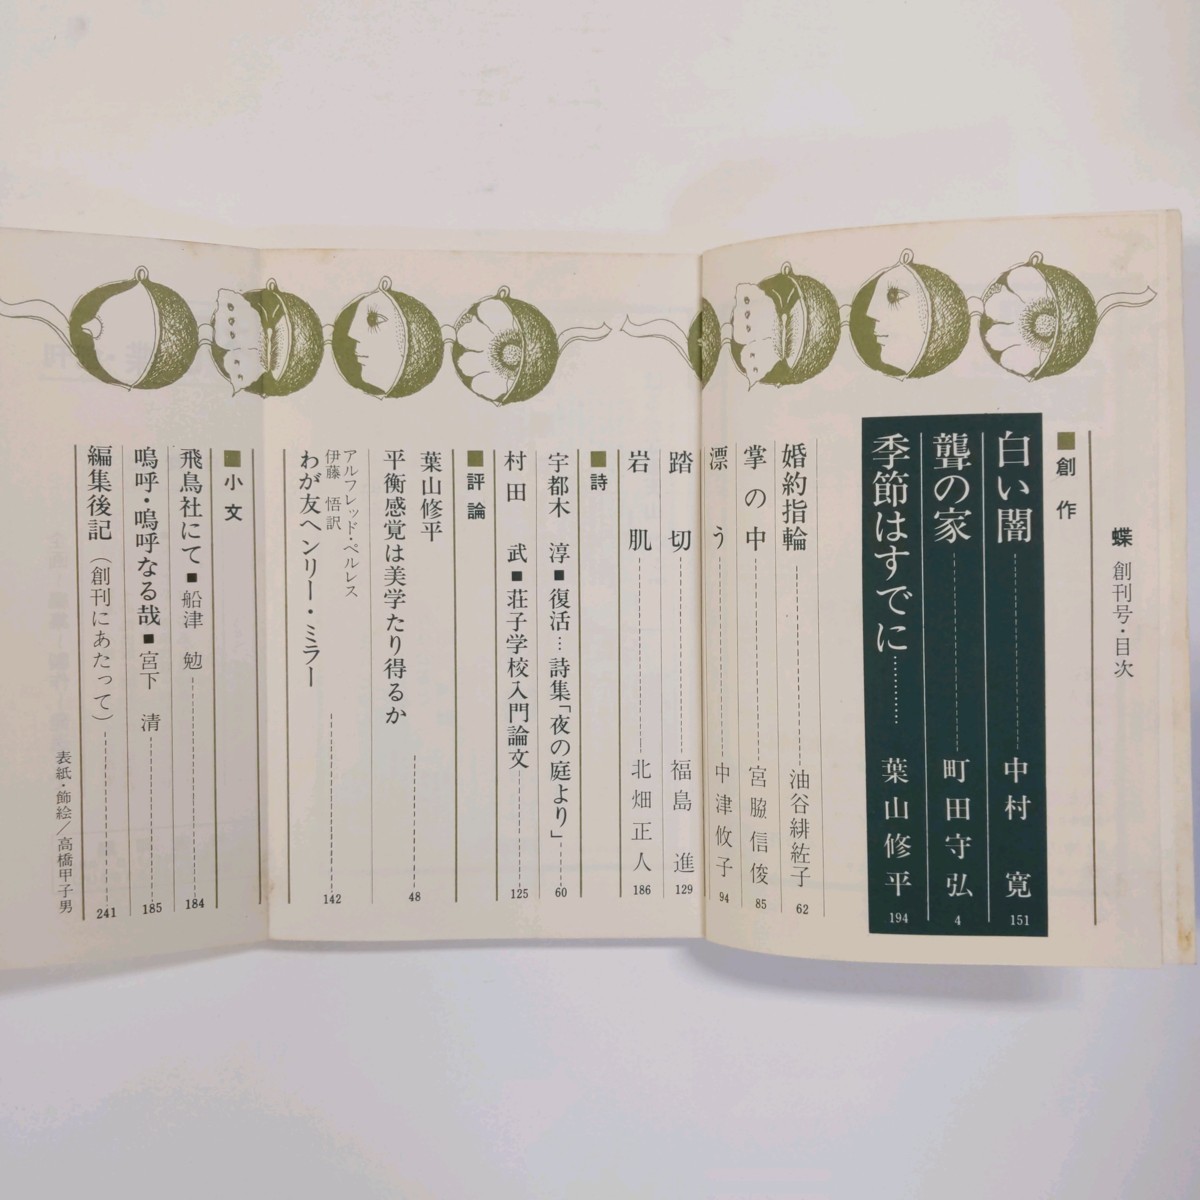 蝶 創刊号・目次
■創作
白い闇 中村 寛 151
聾の家 町田守弘 4
季節はすでに 葉山修平 194
婚約指輪 油谷緋佐子 62
掌の中 宮脇信俊 85
漂う 中津攸子 94
踏切 福島 進 129
岩肌 北畑正人 186
■詩
宇都木 淳■復活…詩集「夜の庭より」 60
村田 武■荘子学校入門論文 125
■評論
葉山修平
平衡感覚は美学たり得るか 48
アルフレッド・ペルレス
伊藤 悟訳
わが友ヘンリー・ミラー 142
■小文
飛鳥社にて■船津 勉 184
嗚呼・嗚呼なる哉■宮下 清 185
編集後記(創刊にあたって) 241
表紙・飾絵/高橋甲子男